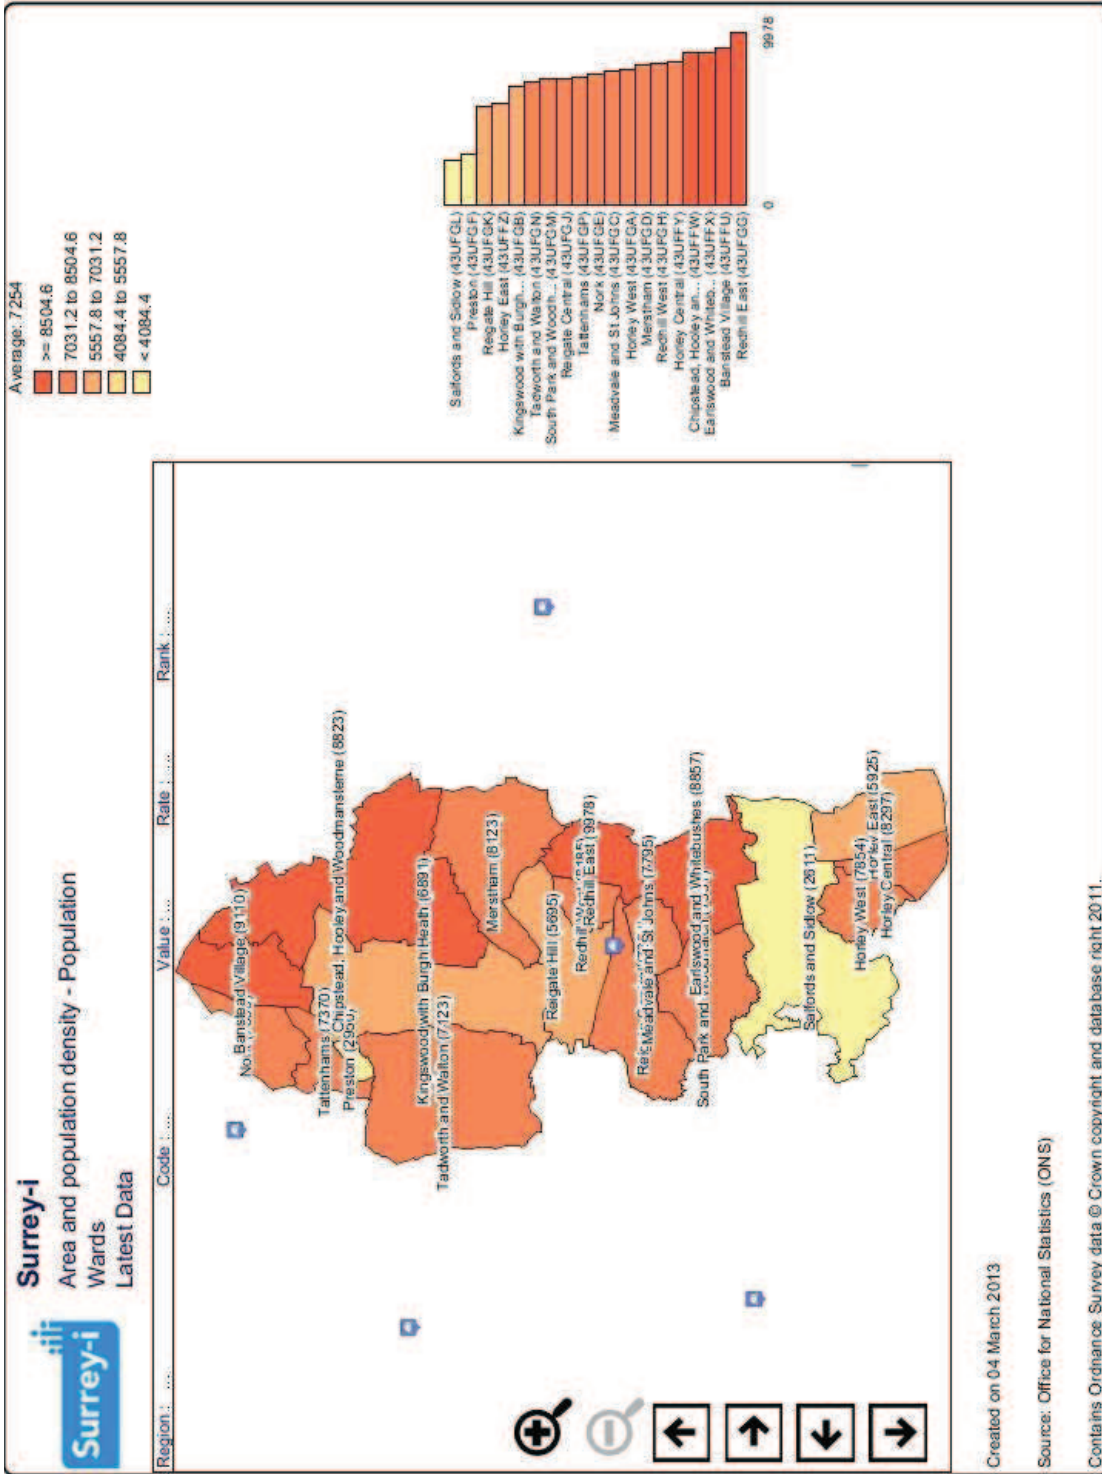 Surrey-i
Surrey-i
Area and population density - Population
Wards
Latest Data
Average: 7254
>= 8504.6
7031.2 to 8504.6
5557.8 to 7031.2
4084.4 to 5557.8
< 4084.4
Region : ....
Code : ....
Value : ....
Rate : ....
Rank : ....
Banstead Village (9110)
Tattenhams (7370)
Chipstead, Hooley and Woodmansterne (8823)
Preston (2960)
Kingswood with Burgh Heath (6891)
Tadworth and Walton (7123)
Merstham (8123)
Reigate Hill (5695)
Redhill East (9978)
Meadvale and St Johns (7795)
Earlswood and Whitebushes (8857)
South Park and
Salfords and Sidlow (2611)
Horley West (7854)
Horley East (5925)
Horley Central (8297)
Salfords and Sidlow (43UFGL)
Preston (43UFGF)
Reigate Hill (43UFGK)
Horley East (43UFFZ)
Kingswood with Burgh... (43UFGB)
Tadworth and Walton (43UFGN)
South Park and Woodh... (43UFGM)
Reigate Central (43UFGJ)
Tattenhams (43UFGP)
Nork (43UFGE)
Meadvale and St Johns (43UFGC)
Horley West (43UFGA)
Merstham (43UFGD)
Redhill West (43UFGH)
Horley Central (43UFFY)
Chipstead, Hooley an... (43UFFW)
Earlswood and Whiteb... (43UFFX)
Banstead Village (43UFFU)
Redhill East (43UFGG)
0
9978
Created on 04 March 2013
Source: Office for National Statistics (ONS)
Contains Ordnance Survey data © Crown copyright and database right 2011.